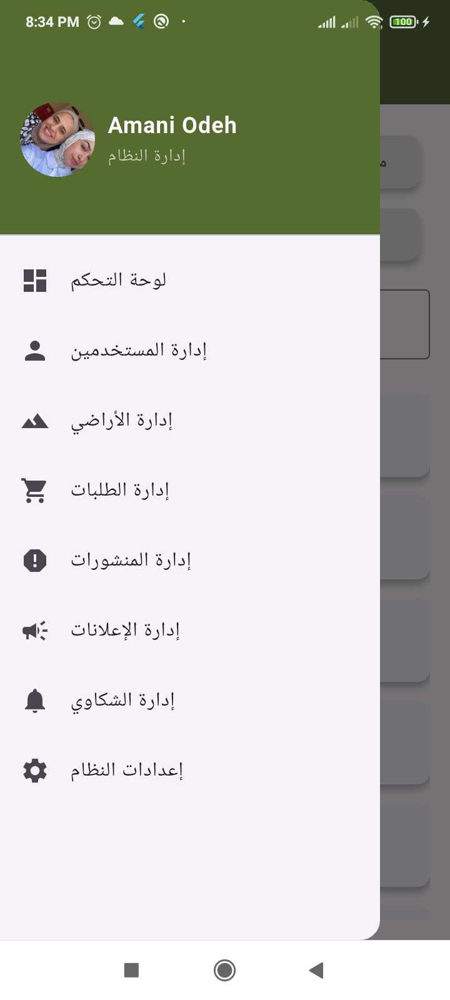 8:34 PM
100
Amani Odeh
إدارة النظام
لوحة التحكم
إدارة المستخدمين
إدارة الأراضي
إدارة الطلبات
إدارة المنشورات
إدارة الإعلانات
إدارة الشكاوي
إعدادات النظام